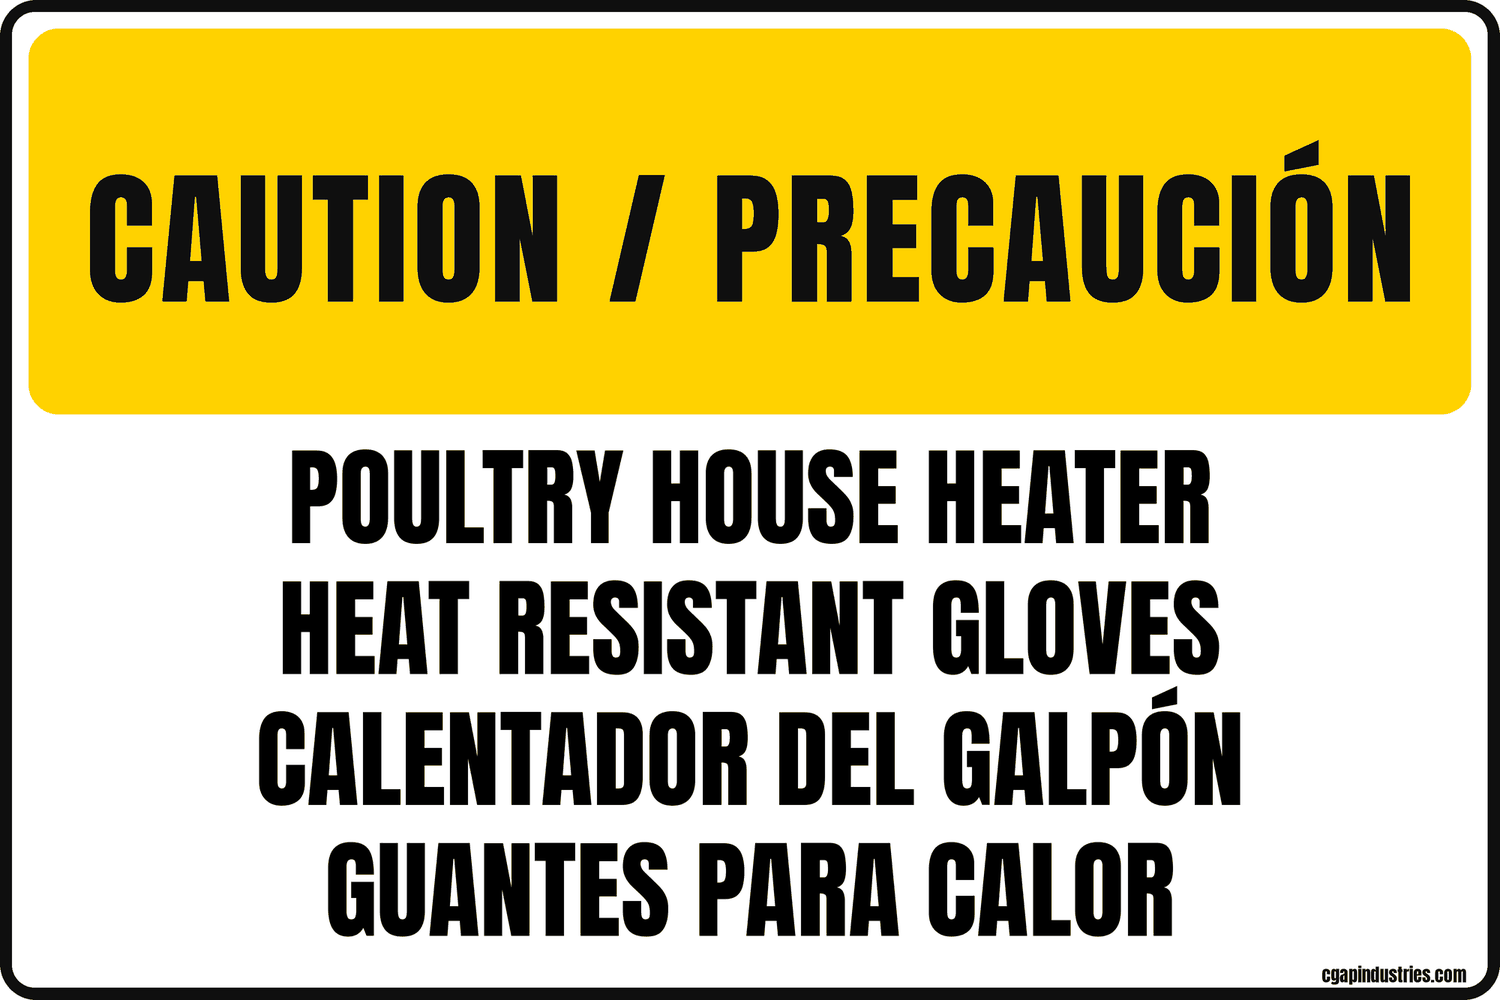 CAUTION / PRECAUCIÓN
POULTRY HOUSE HEATER
HEAT RESISTANT GLOVES
CALENTADOR DEL GALPÓN
GUANTES PARA CALOR
cgapindustries.com